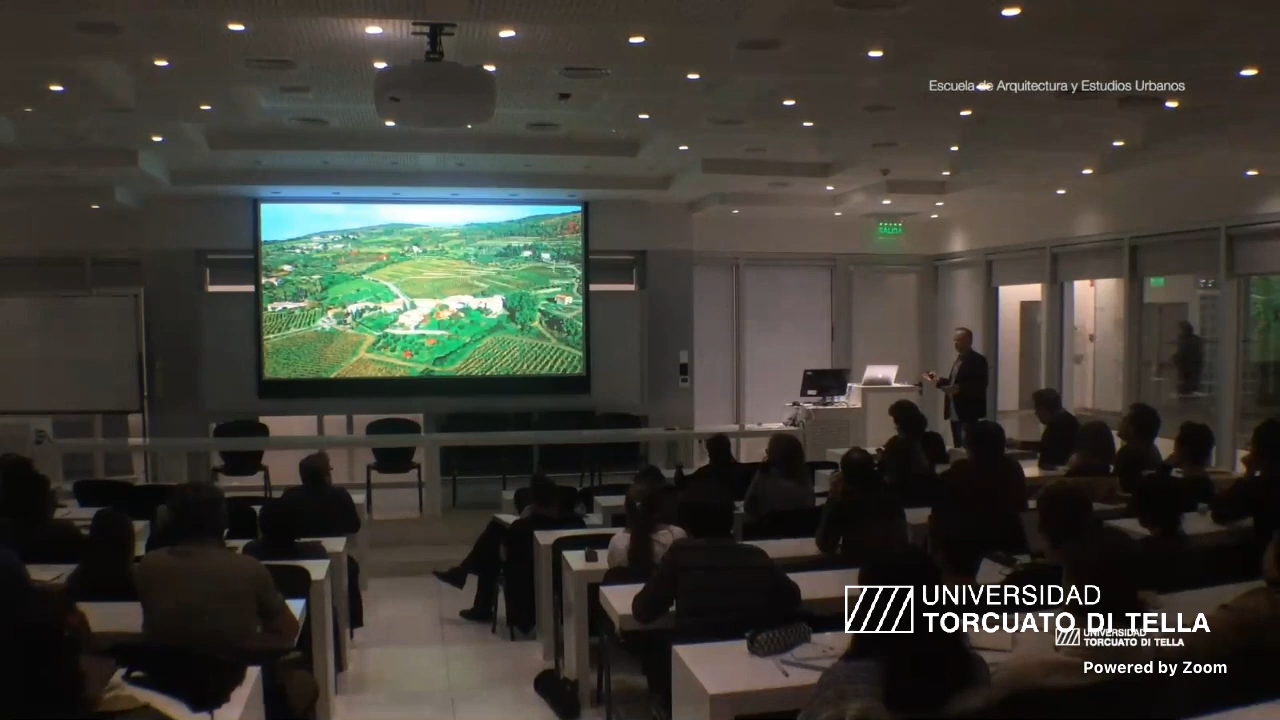 Escuela de Arquitectura y Estudios Urbanos
SALIDA
UNIVERSIDAD
TORCUATO DI TELLA
UNIVERSIDAD
TORCUATO DI TELLA
Powered by Zoom